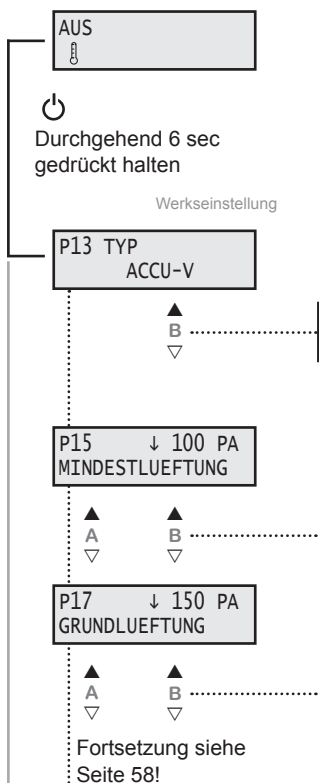 AUS
Durchgehend 6 sec
gedrückt halten
Werkseinstellung
P13 TYP
ACCU-V
B
P15 ↓ 100 PA
MINDESTLUEFTUNG
A B
P17 ↓ 150 PA
GRUNDLUEFTUNG
A B
Fortsetzung siehe
Seite 58!